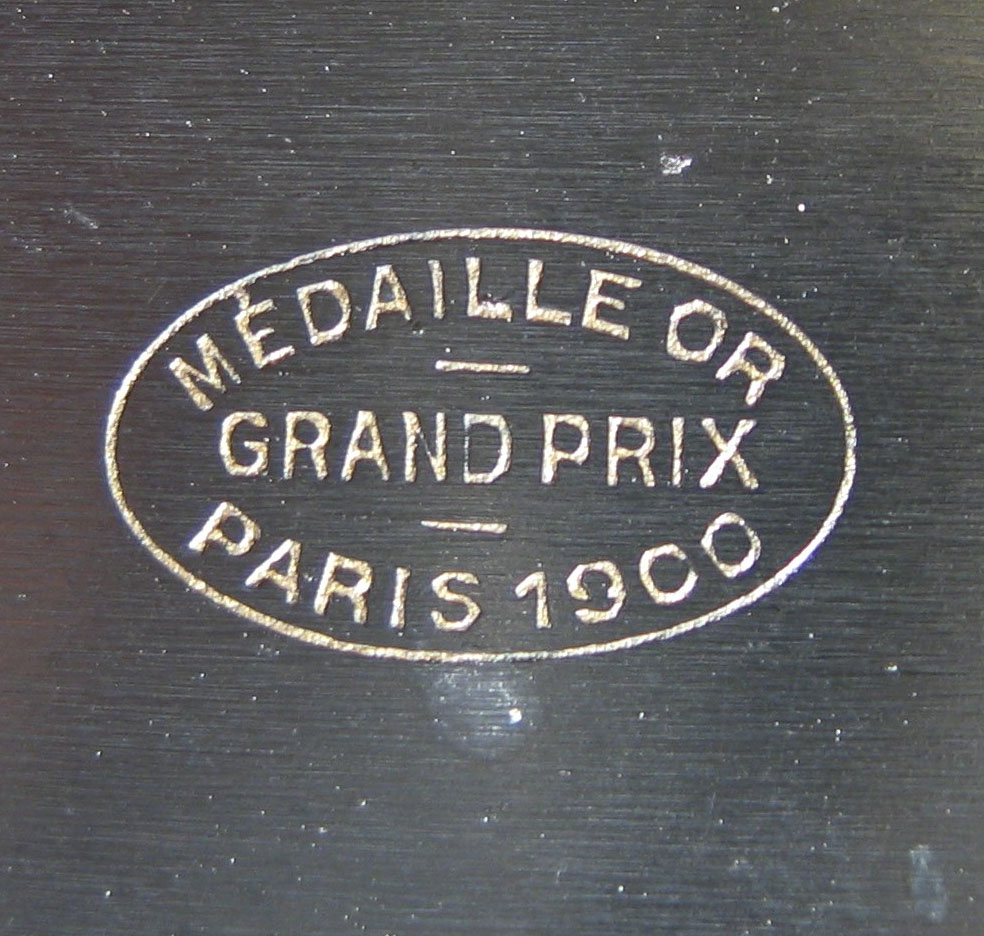 MÉDAILLE OR
GRAND PRIX
PARIS 1900